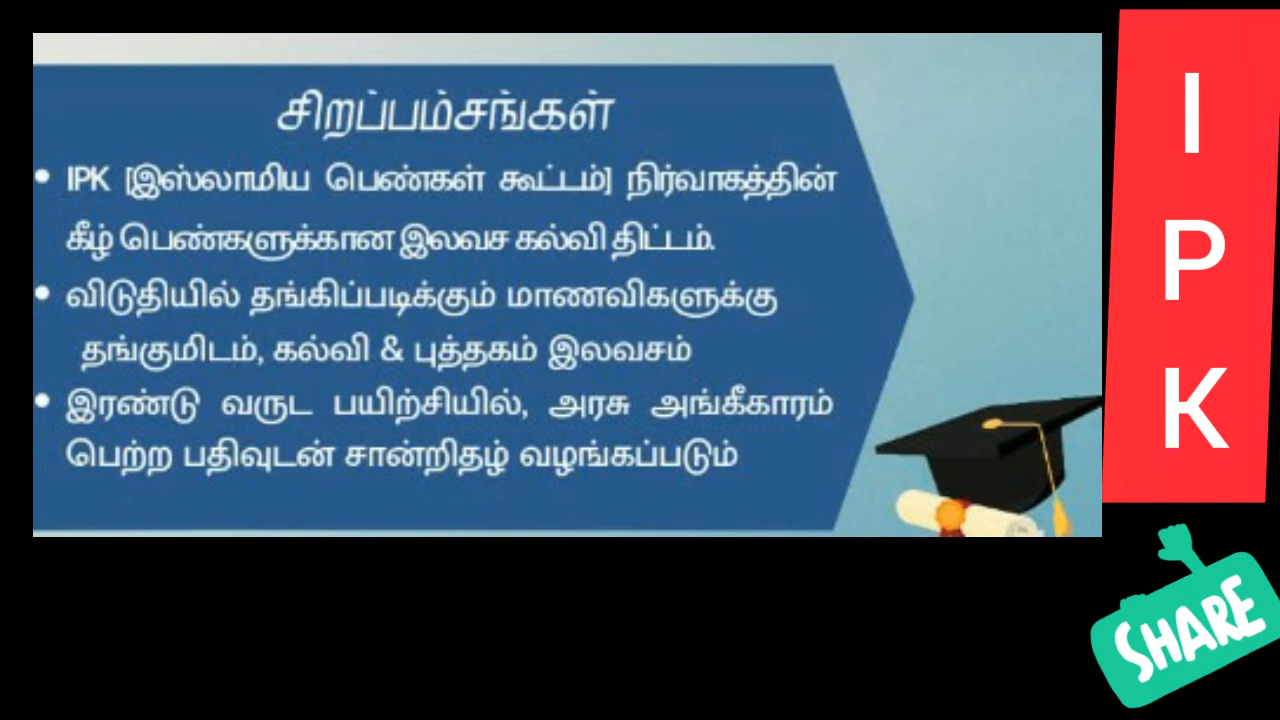 சிறப்பம்சங்கள்
• IPK [இஸ்லாமிய பெண்கள் கூட்டம்] நிர்வாகத்தின்
கீழ் பெண்களுக்கான இலவச கல்வி திட்டம்.
• விடுதியில் தங்கிப்படிக்கும் மாணவிகளுக்கு
தங்குமிடம், கல்வி & புத்தகம் இலவசம்
• இரண்டு வருட பயிற்சியில், அரசு அங்கீகாரம்
பெற்ற பதிவுடன் சான்றிதழ் வழங்கப்படும்
I
P
K
SHARE